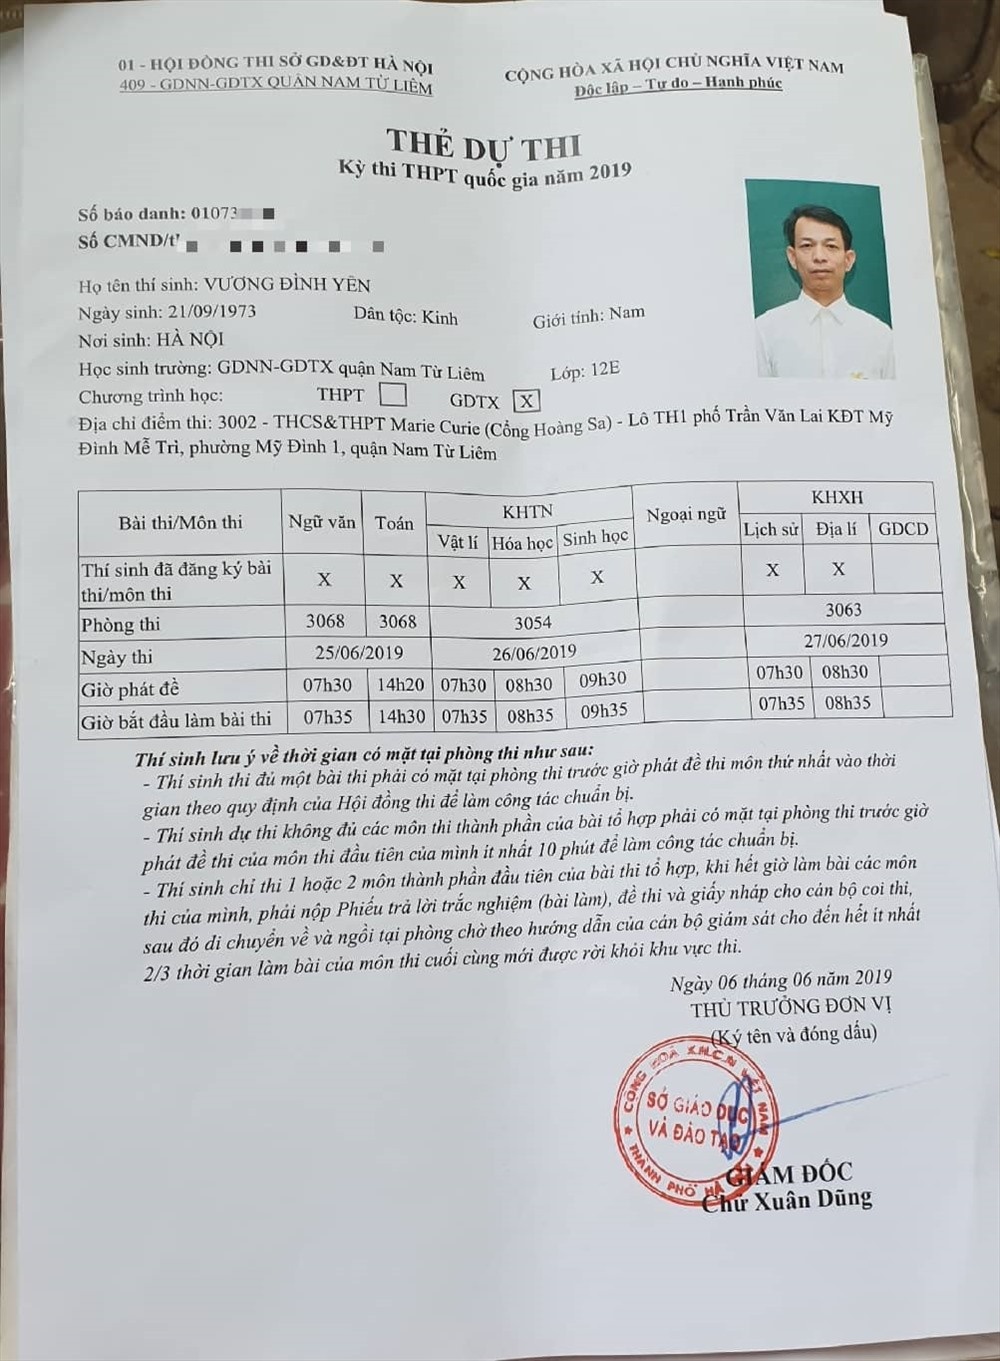 01 - HỘI ĐỒNG THI SỞ GD&ĐT HÀ NỘI
409 - GDNN-GDTX QUẬN NAM TỪ LIÊM
CỘNG HÒA XÃ HỘI CHỦ NGHĨA VIỆT NAM
Độc lập – Tự do – Hạnh phúc
THẺ DỰ THI
Kỳ thi THPT quốc gia năm 2019
Số báo danh: 01073
Số CMND/
Họ tên thí sinh: VƯƠNG ĐÌNH YÊN
Ngày sinh: 21/09/1973 Dân tộc: Kinh Giới tính: Nam
Nơi sinh: HÀ NỘI
Học sinh trường: GDNN-GDTX quận Nam Từ Liêm Lớp: 12E
Chương trình học: THPT GDTX X
Địa chỉ điểm thi: 3002 - THCS&THPT Marie Curie (Cổng Hoàng Sa) - Lô TH1 phố Trần Văn Lai KĐT Mỹ
Đình Mễ Trì, phường Mỹ Đình 1, quận Nam Từ Liêm
Bài thi/Môn thi Ngữ văn Toán KHTN Ngoại ngữ KHXH
Vật lí Hóa học Sinh học Lịch sử Địa lí GDCD
Thí sinh đã đăng ký bài
thi/môn thi X X X X X X X
Phòng thi 3068 3068 3054 3063
Ngày thi 25/06/2019 26/06/2019 27/06/2019
Giờ phát đề 07h30 14h20 07h30 08h30 09h30 07h30 08h30
Giờ bắt đầu làm bài thi 07h35 14h30 07h35 08h35 09h35 07h35 08h35
Thí sinh lưu ý về thời gian có mặt tại phòng thi như sau:
- Thí sinh thi đủ một bài thi phải có mặt tại phòng thi trước giờ phát đề thi môn thứ nhất vào thời
gian theo quy định của Hội đồng thi để làm công tác chuẩn bị.
- Thí sinh dự thi không đủ các môn thi thành phần của bài tổ hợp phải có mặt tại phòng thi trước giờ
phát đề thi của môn thi đầu tiên của mình ít nhất 10 phút để làm công tác chuẩn bị.
- Thí sinh chỉ thi 1 hoặc 2 môn thành phần đầu tiên của bài thi tổ hợp, khi hết giờ làm bài các môn
thi của mình, phải nộp Phiếu trả lời trắc nghiệm (bài làm), đề thi và giấy nháp cho cán bộ coi thi,
sau đó di chuyển về và ngồi tại phòng chờ theo hướng dẫn của cán bộ giám sát cho đến hết ít nhất
2/3 thời gian làm bài của môn thi cuối cùng mới được rời khỏi khu vực thi.
Ngày 06 tháng 06 năm 2019
THỦ TRƯỞNG ĐƠN VỊ
(Ký tên và đóng dấu)
CỘNG HOÀ X.H.C.N VIỆT NAM
SỞ GIÁO DỤC
VÀ ĐÀO TẠO
THÀNH PHỐ HÀ NỘI
GIÁM ĐỐC
Chử Xuân Dũng